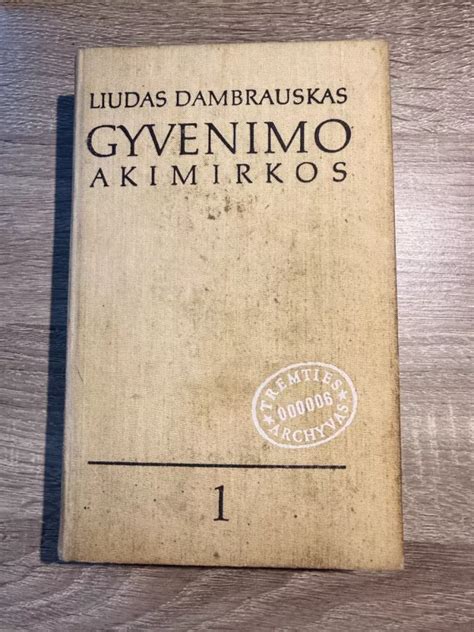 LIUDAS DAMBRAUSKAS
GYVENIMO
AKIMIRKOS
TREMTIES
000006
ARCHYVAS
1